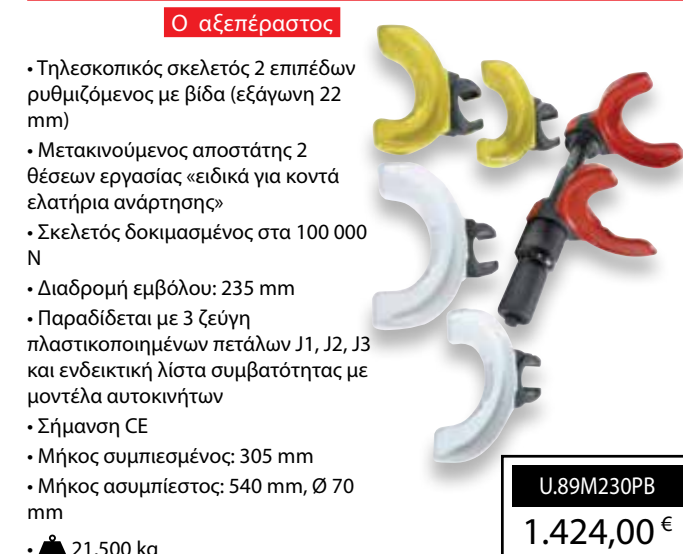 Ο αξεπέραστος
• Τηλεσκοπικός σκελετός 2 επιπέδων
ρυθμιζόμενος με βίδα (εξάγωνη 22
mm)
• Μετακινούμενος αποστάτης 2
θέσεων εργασίας «ειδικά για κοντά
ελατήρια ανάρτησης»
• Σκελετός δοκιμασμένος στα 100 000
N
• Διαδρομή εμβόλου: 235 mm
• Παραδίδεται με 3 ζεύγη
πλαστικοποιημένων πετάλων J1, J2, J3
και ενδεικτική λίστα συμβατότητας με
μοντέλα αυτοκινήτων
• Σήμανση CE
• Μήκος συμπιεσμένος: 305 mm
• Μήκος ασυμπίεστος: 540 mm, Ø 70
mm
• 21.500 kg
U.89M230PB
1.424,00 €